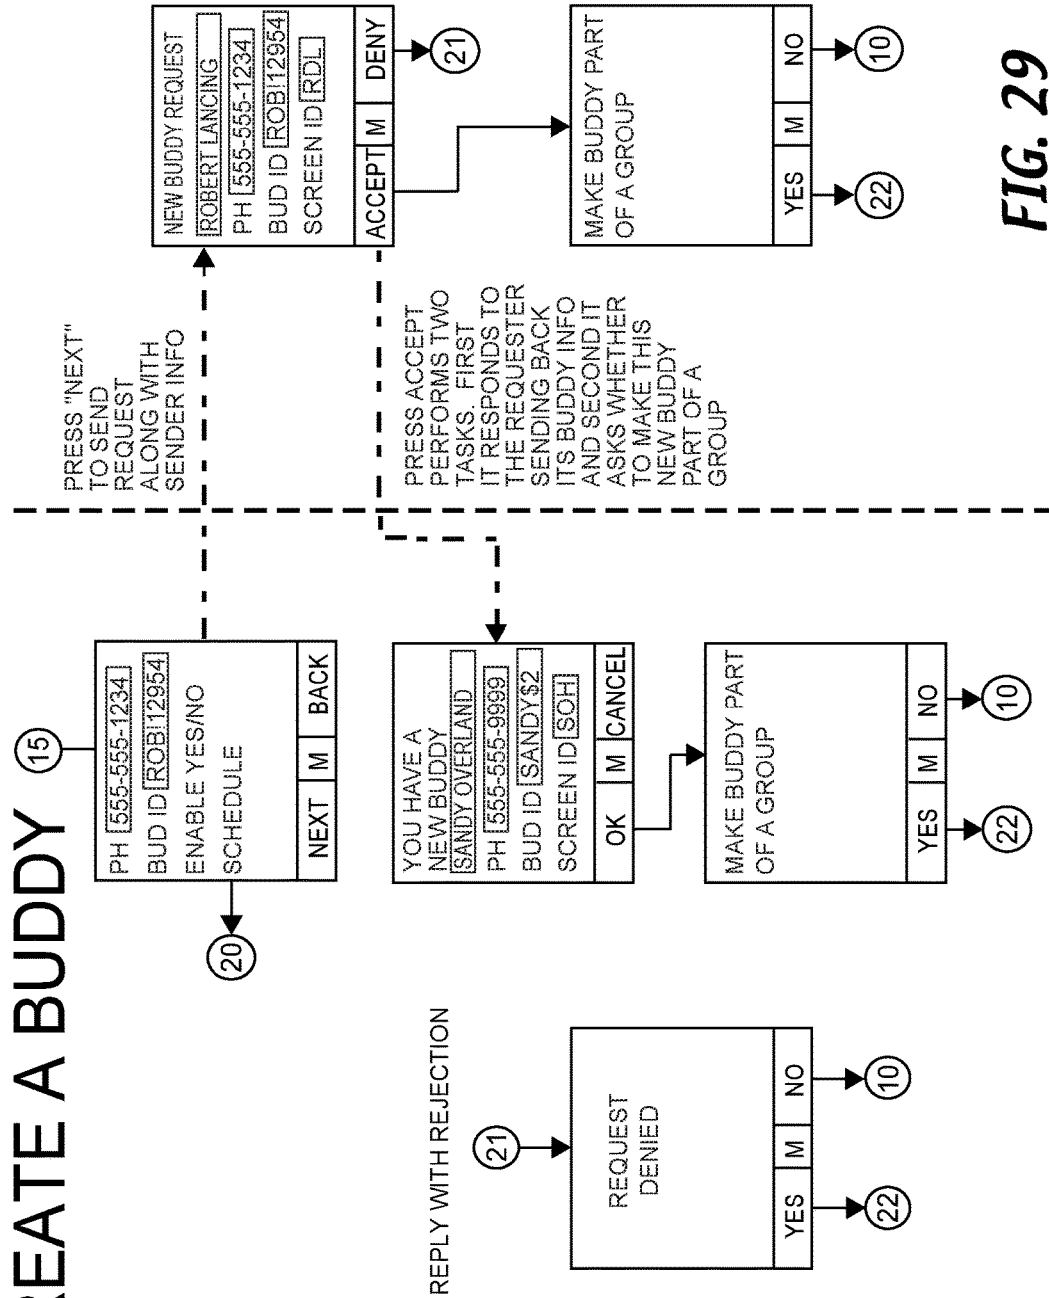 REATE A BUDDY
15
PH 555-555-1234
BUD ID ROB!12954
ENABLE YES/NO
SCHEDULE
NEXT M BACK
20
PRESS "NEXT"
TO SEND
REQUEST
ALONG WITH
SENDER INFO
NEW BUDDY REQUEST
ROBERT LANCING
PH 555-555-1234
BUD ID ROB!12954
SCREEN ID RDL
ACCEPT M DENY
21
REPLY WITH REJECTION
21
REQUEST
DENIED
YES M NO
22
10
YOU HAVE A
NEW BUDDY
SANDY OVERLAND
PH 555-555-9999
BUD ID SANDY$2
SCREEN ID SOH
OK M CANCEL
MAKE BUDDY PART
OF A GROUP
YES M NO
22
10
PRESS ACCEPT
PERFORMS TWO
TASKS. FIRST
IT RESPONDS TO
THE REQUESTER
SENDING BACK
ITS BUDDY INFO
AND SECOND IT
ASKS WHETHER
TO MAKE THIS
NEW BUDDY
PART OF A
GROUP
MAKE BUDDY PART
OF A GROUP
YES M NO
22
10
FIG. 29